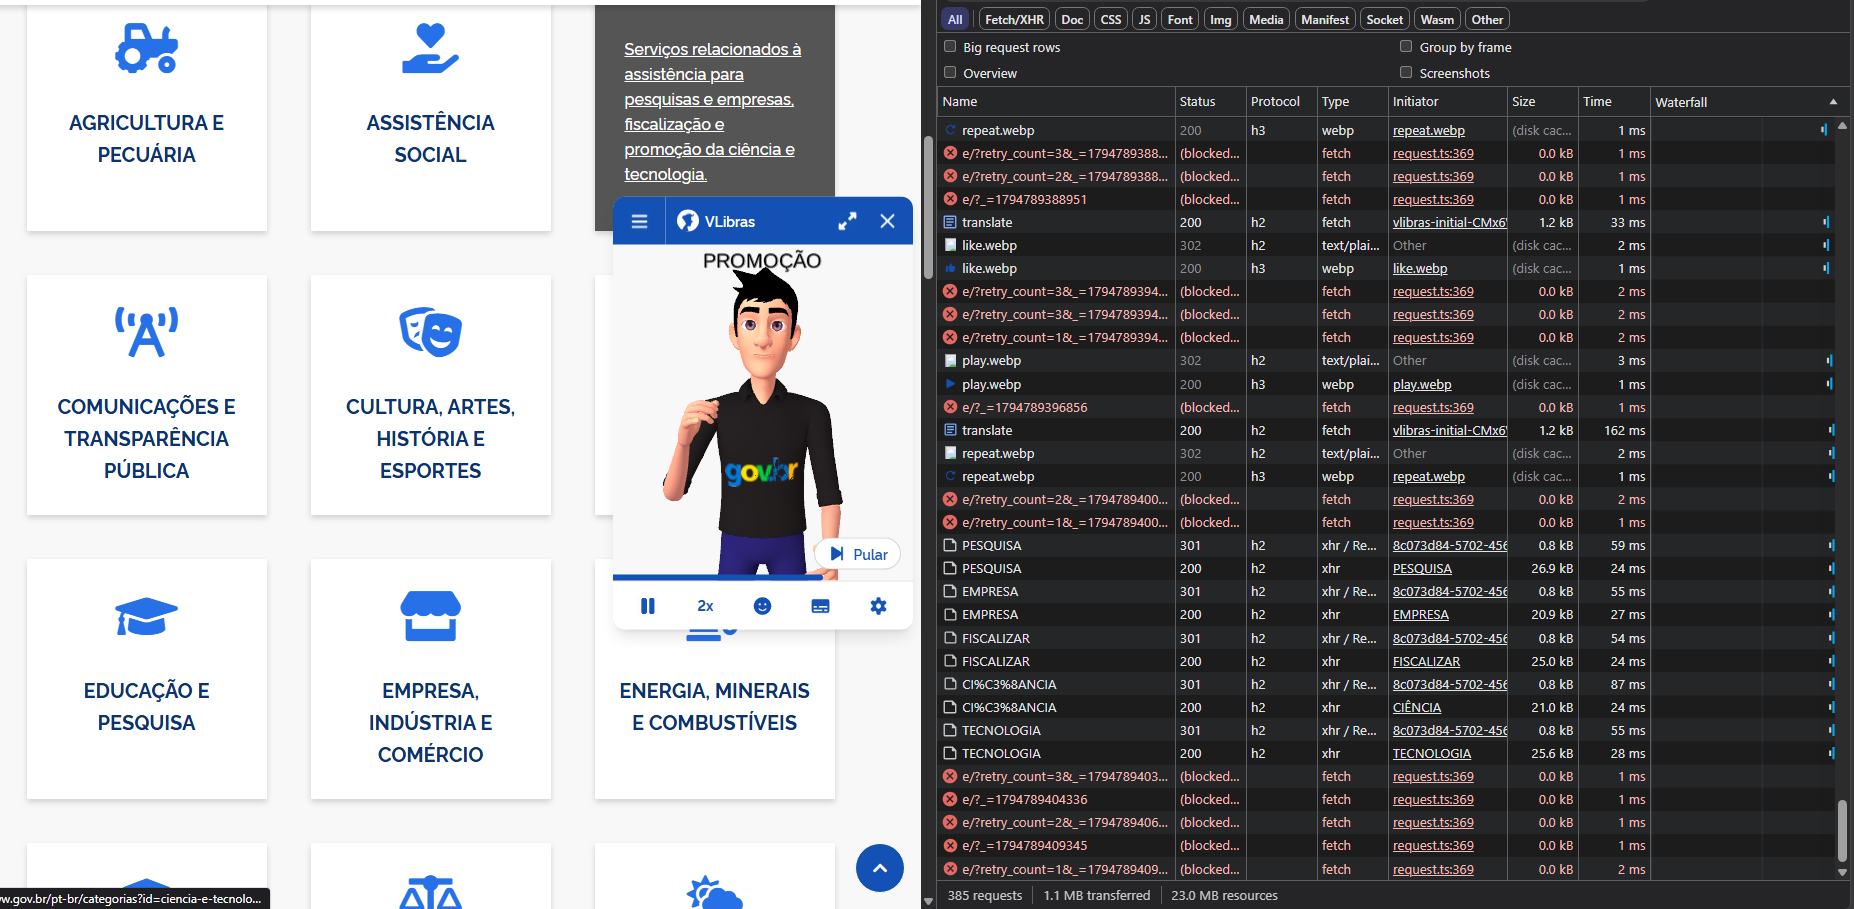 AGRICULTURA E
PECUÁRIA
ASSISTÊNCIA
SOCIAL
Serviços relacionados à
assistência para
pesquisas e empresas,
fiscalização e
promoção da ciência e
tecnologia.
VLibras
PROMOÇÃO
gov.br
Pular
2x
COMUNICAÇÕES E
TRANSPARÊNCIA
PÚBLICA
CULTURA, ARTES,
HISTÓRIA E
ESPORTES
EDUCAÇÃO E
PESQUISA
EMPRESA,
INDÚSTRIA E
COMÉRCIO
ENERGIA, MINERAIS
E COMBUSTÍVEIS
w.gov.br/pt-br/categorias?id=ciencia-e-tecnolo...
All Fetch/XHR Doc CSS JS Font Img Media Manifest Socket Wasm Other
Big request rows Group by frame
Overview Screenshots
Name Status Protocol Type Initiator Size Time Waterfall
repeat.webp 200 h3 webp repeat.webp (disk cac... 1 ms
e/?retry_count=3&_=1794789388... (blocked... fetch request.ts:369 0.0 kB 1 ms
e/?retry_count=2&_=1794789388... (blocked... fetch request.ts:369 0.0 kB 1 ms
e/?_=1794789388951 (blocked... fetch request.ts:369 0.0 kB 1 ms
translate 200 h2 fetch vlibras-initial-CMx6 1.2 kB 33 ms
like.webp 302 h2 text/plai... Other (disk cac... 2 ms
like.webp 200 h3 webp like.webp (disk cac... 1 ms
e/?retry_count=3&_=1794789394... (blocked... fetch request.ts:369 0.0 kB 2 ms
e/?retry_count=3&_=1794789394... (blocked... fetch request.ts:369 0.0 kB 2 ms
e/?retry_count=1&_=1794789394... (blocked... fetch request.ts:369 0.0 kB 2 ms
play.webp 302 h2 text/plai... Other (disk cac... 3 ms
play.webp 200 h3 webp play.webp (disk cac... 1 ms
e/?_=1794789396856 (blocked... fetch request.ts:369 0.0 kB 1 ms
translate 200 h2 fetch vlibras-initial-CMx6 1.2 kB 162 ms
repeat.webp 302 h2 text/plai... Other (disk cac... 2 ms
repeat.webp 200 h3 webp repeat.webp (disk cac... 1 ms
e/?retry_count=2&_=1794789400... (blocked... fetch request.ts:369 0.0 kB 2 ms
e/?retry_count=1&_=1794789400... (blocked... fetch request.ts:369 0.0 kB 1 ms
PESQUISA 301 h2 xhr / Re... 8c073d84-5702-456 0.8 kB 59 ms
PESQUISA 200 h2 xhr PESQUISA 26.9 kB 24 ms
EMPRESA 301 h2 xhr / Re... 8c073d84-5702-456 0.8 kB 55 ms
EMPRESA 200 h2 xhr EMPRESA 20.9 kB 27 ms
FISCALIZAR 301 h2 xhr / Re... 8c073d84-5702-456 0.8 kB 54 ms
FISCALIZAR 200 h2 xhr FISCALIZAR 25.0 kB 24 ms
CI%C3%8ANCIA 301 h2 xhr / Re... 8c073d84-5702-456 0.8 kB 87 ms
CI%C3%8ANCIA 200 h2 xhr CIÊNCIA 21.0 kB 24 ms
TECNOLOGIA 301 h2 xhr / Re... 8c073d84-5702-456 0.8 kB 55 ms
TECNOLOGIA 200 h2 xhr TECNOLOGIA 25.6 kB 28 ms
e/?retry_count=3&_=1794789403... (blocked... fetch request.ts:369 0.0 kB 1 ms
e/?_=1794789404336 (blocked... fetch request.ts:369 0.0 kB 1 ms
e/?retry_count=2&_=1794789406... (blocked... fetch request.ts:369 0.0 kB 1 ms
e/?_=1794789409345 (blocked... fetch request.ts:369 0.0 kB 1 ms
e/?retry_count=1&_=1794789409... (blocked... fetch request.ts:369 0.0 kB 2 ms
385 requests 1.1 MB transferred 23.0 MB resources